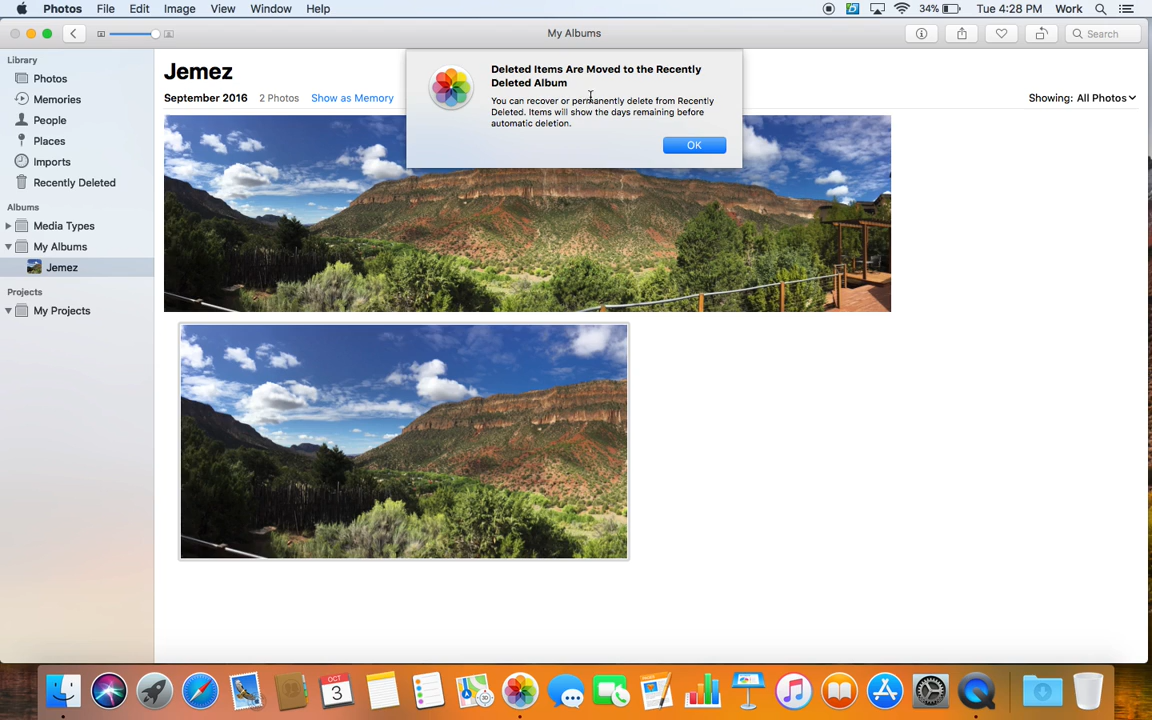 Photos File Edit Image View Window Help 34% Tue 4:28 PM Work
My Albums
Search
Library
Photos
Memories
People
Places
Imports
Recently Deleted
Albums
Media Types
My Albums
Jemez
Projects
My Projects
Jemez
September 2016 2 Photos Show as Memory
Showing: All Photos
Deleted Items Are Moved to the Recently
Deleted Album
You can recover or permanently delete from Recently
Deleted. Items will show the days remaining before
automatic deletion.
OK
OCT
3